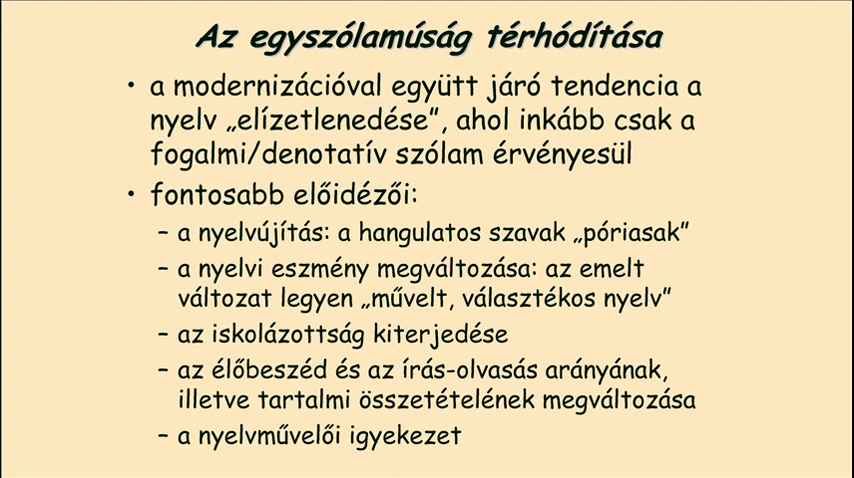 Az egyszólamúság térhódítása
• a modernizációval együtt járó tendencia a
nyelv „elízetlenedése”, ahol inkább csak a
fogalmi/denotatív szólam érvényesül
• fontosabb előidézői:
– a nyelvújítás: a hangulatos szavak „póriasak”
– a nyelvi eszmény megváltozása: az emelt
változat legyen „művelt, választékos nyelv”
– az iskolázottság kiterjedése
– az élőbeszéd és az írás-olvasás arányának,
illetve tartalmi összetételének megváltozása
– a nyelvművelői igyekezet